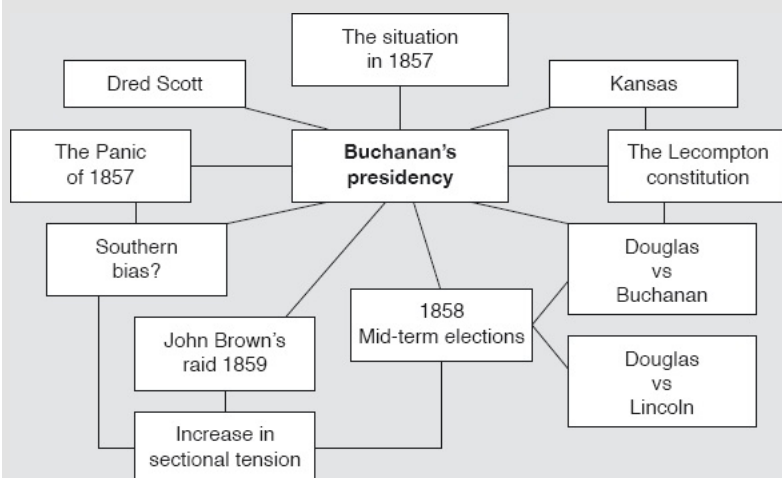 The situation
in 1857
Dred Scott
Kansas
The Panic
of 1857
Buchanan's
presidency
The Lecompton
constitution
Southern
bias?
Douglas
vs
Buchanan
1858
Mid-term elections
John Brown's
raid 1859
Douglas
vs
Lincoln
Increase in
sectional tension